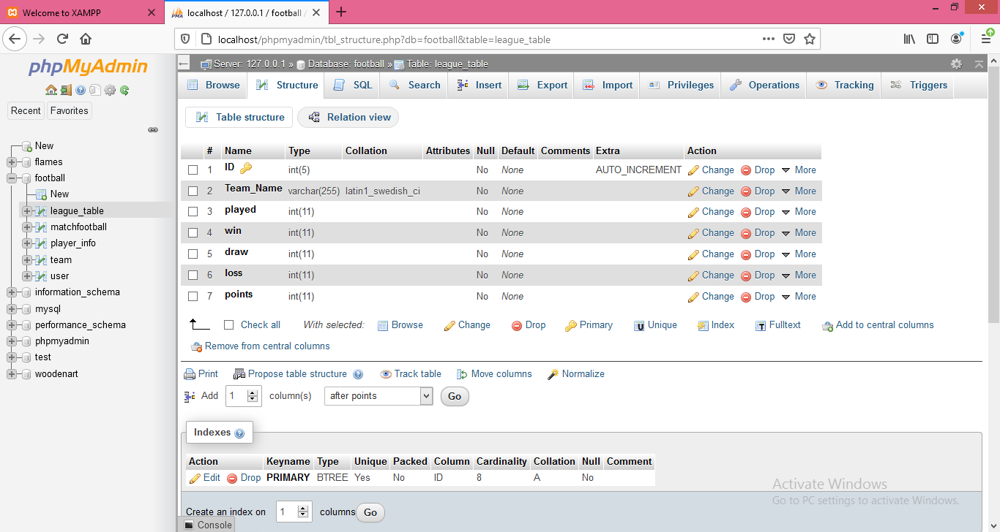 Welcome to XAMPP
localhost / 127.0.0.1 / football /
localhost/phpmyadmin/tbl_structure.php?db=football&table=league_table
phpMyAdmin
Recent Favorites
New
flames
football
New
league_table
matchfootball
player_info
team
user
information_schema
mysql
performance_schema
phpmyadmin
test
woodenart
Server: 127.0.0.1 » Database: football » Table: league_table
Browse Structure SQL Search Insert Export Import Privileges Operations Tracking Triggers
Table structure Relation view
# Name Type Collation Attributes Null Default Comments Extra Action
1 ID int(5) No None AUTO_INCREMENT Change Drop More
2 Team_Name varchar(255) latin1_swedish_ci No None Change Drop More
3 played int(11) No None Change Drop More
4 win int(11) No None Change Drop More
5 draw int(11) No None Change Drop More
6 loss int(11) No None Change Drop More
7 points int(11) No None Change Drop More
Check all With selected: Browse Change Drop Primary Unique Index Fulltext Add to central columns
Remove from central columns
Print Propose table structure Track table Move columns Normalize
Add 1 column(s) after points Go
Indexes
Action Keyname Type Unique Packed Column Cardinality Collation Null Comment
Edit Drop PRIMARY BTREE Yes No ID 8 A No
Create an index on 1 columns Go
Console
Activate Windows
Go to PC settings to activate Windows.